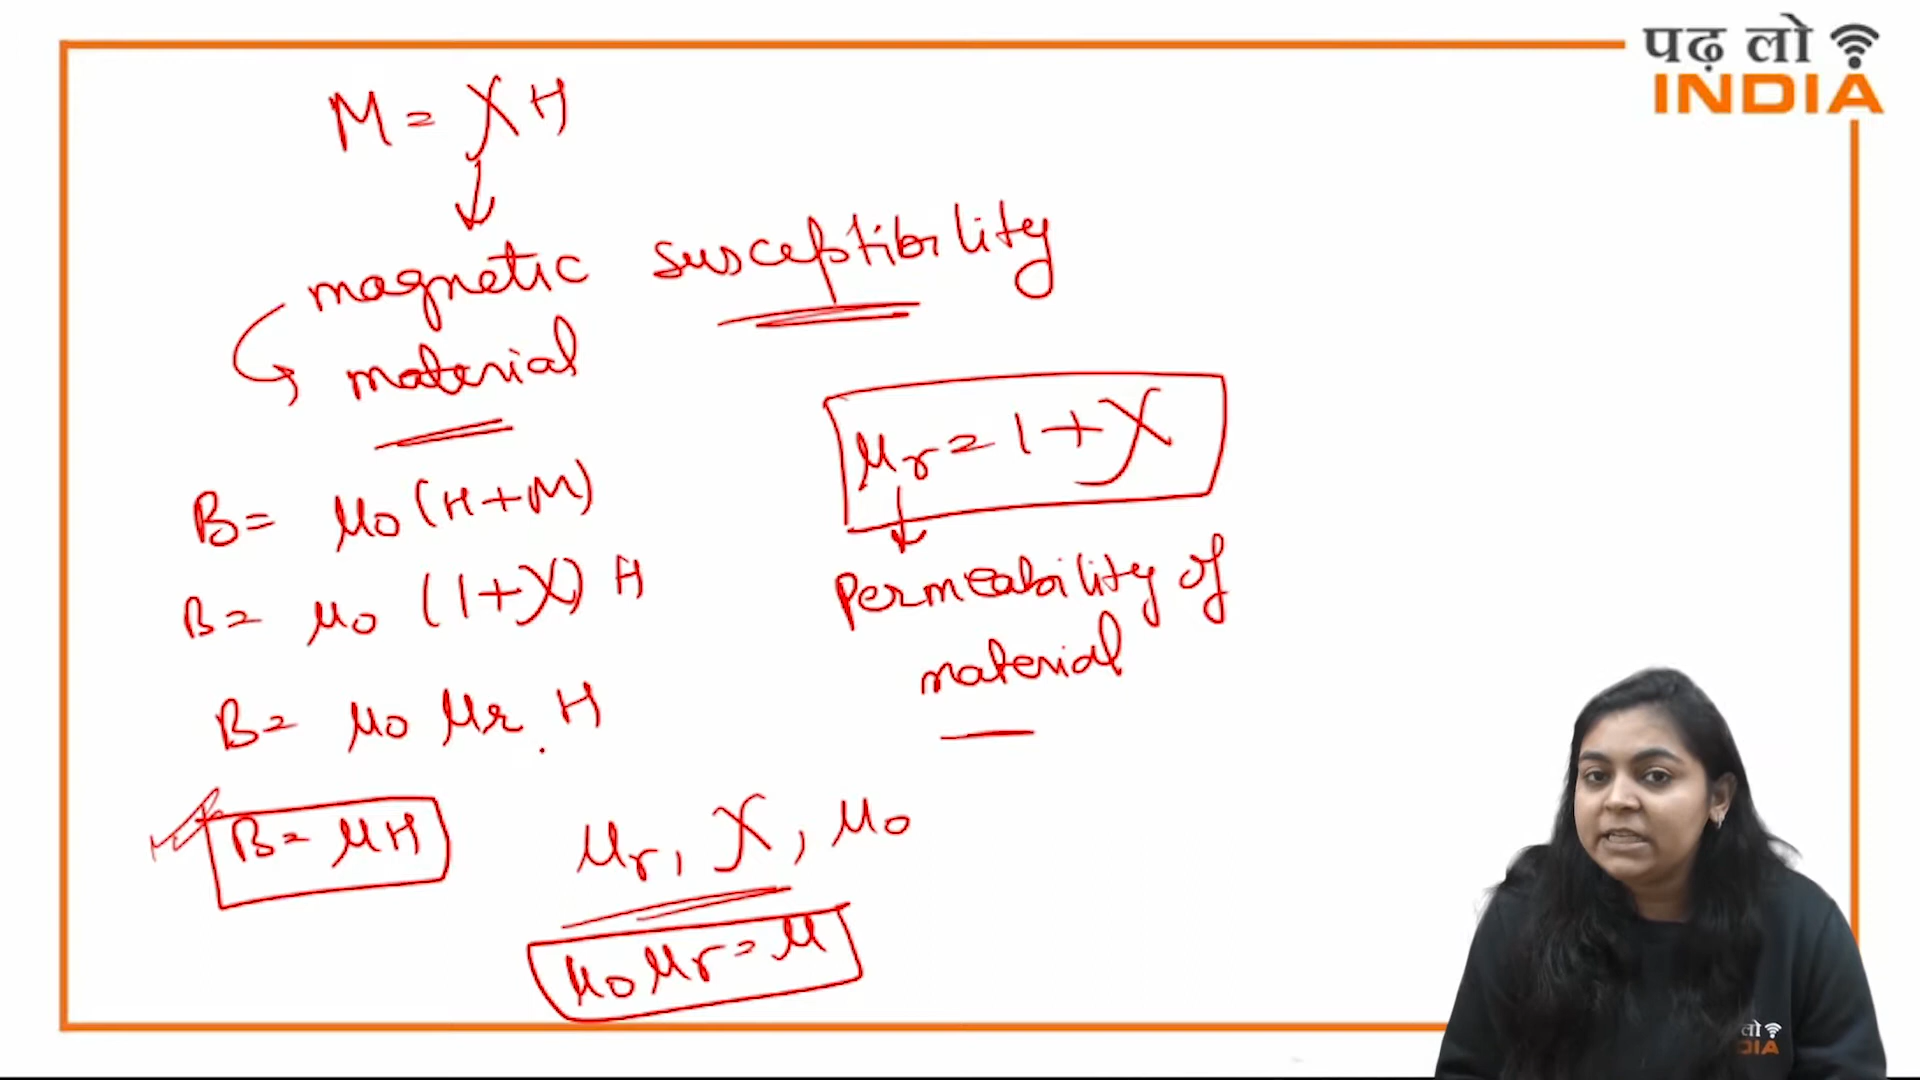 पढ़ लो
INDIA
M = χ H
magnetic susceptibility
material
B = μ0 (H + M)
B = μ0 (1 + χ) H
B = μ0 μr . H
B = μH
μr = 1 + χ
Permeability of
material
μr, χ, μ0
μ0 μr = μ
लो
DIA